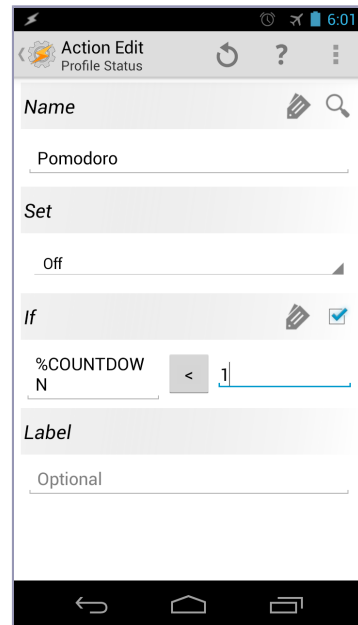 6:01
Action Edit
Profile Status
?
Name
Pomodoro
Set
Off
If
%COUNTDOW
N
<
1
Label
Optional